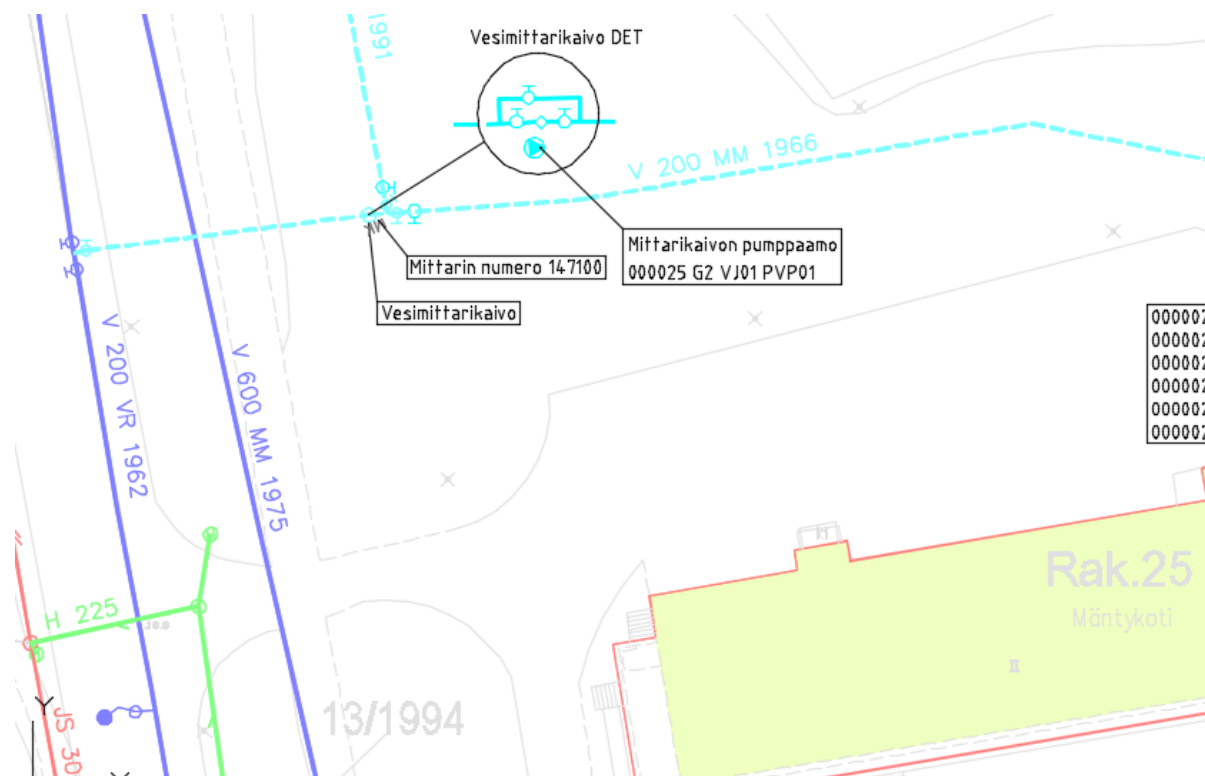 1991
Vesimittarikaivo DET
V 200 MM 1966
Mittarikaivon pumppaamo
000025 G2 VJ01 PVP01
Mittarin numero 147100
Vesimittarikaivo
V 200 VR 1962
V 600 MM 1975
H 225
Rak.25
Mäntykoti
II
13/1994